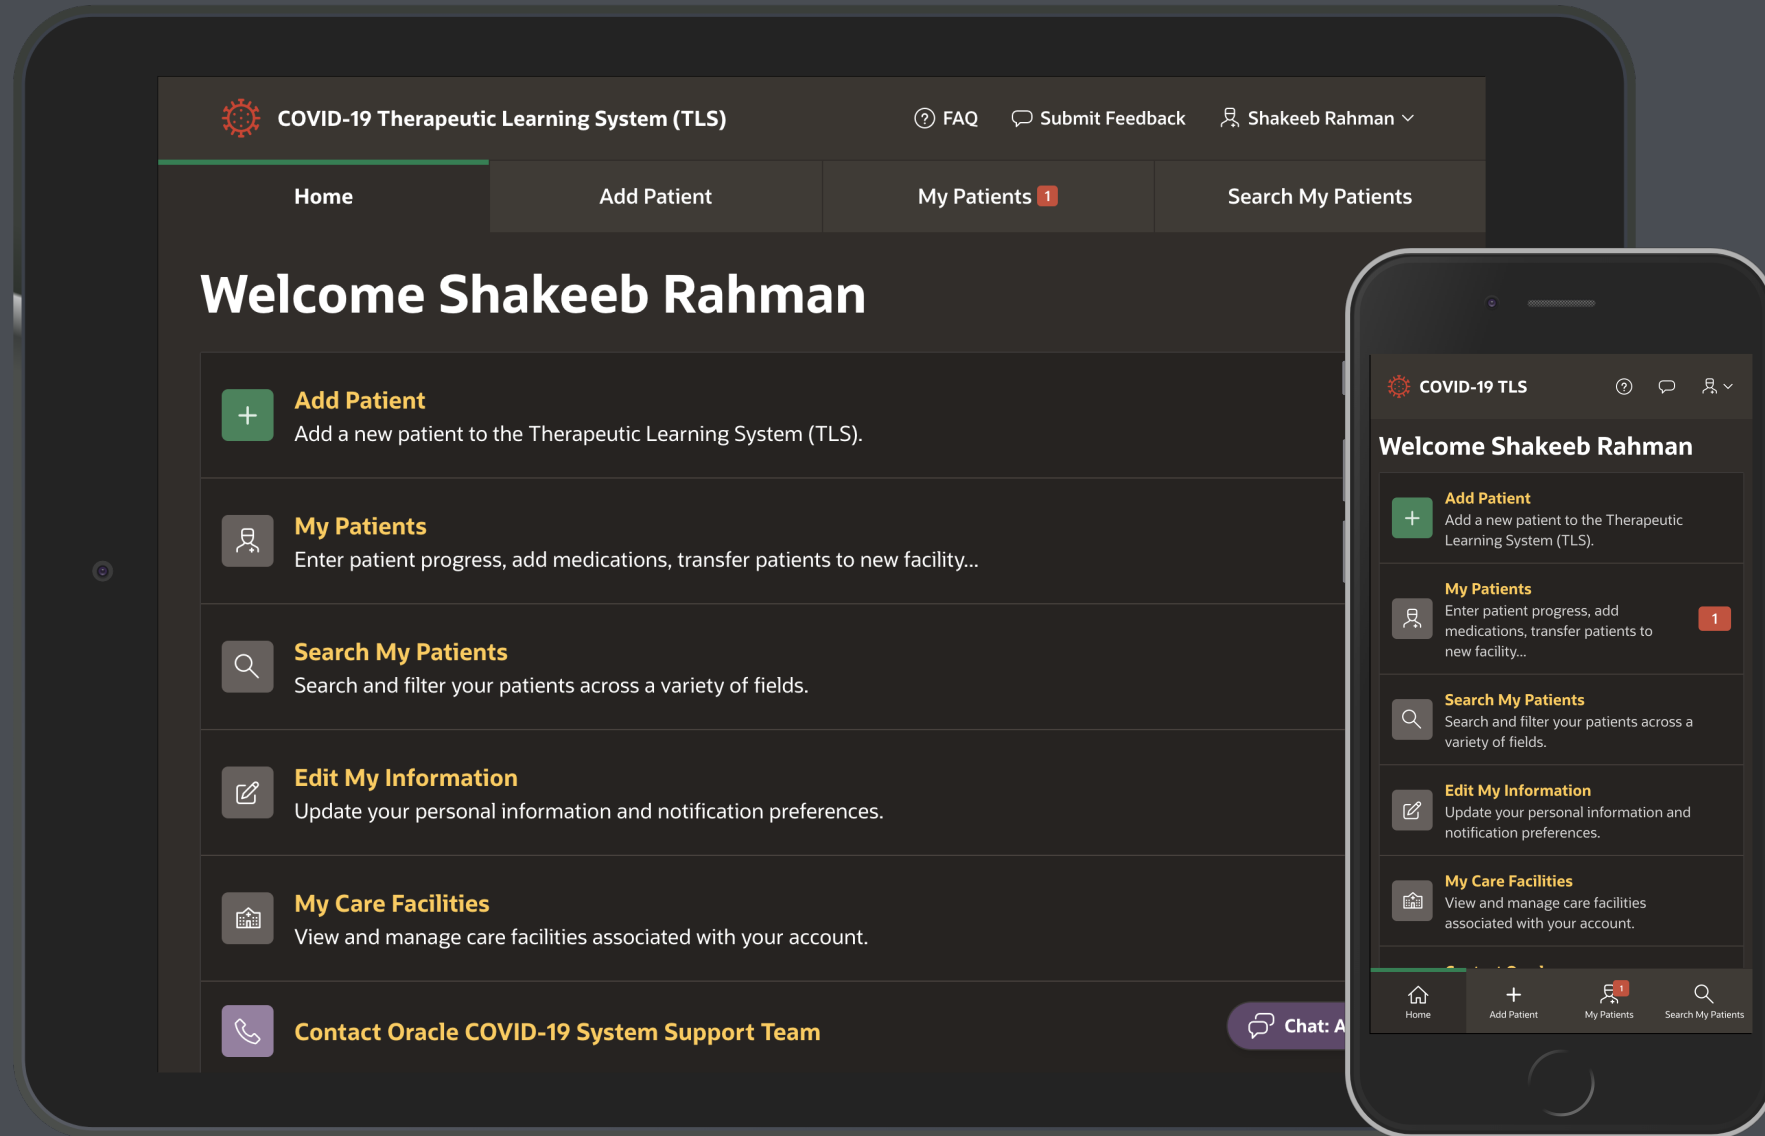 COVID-19 Therapeutic Learning System (TLS)
FAQ
Submit Feedback
Shakeeb Rahman
Home
Add Patient
My Patients 1
Search My Patients
Welcome Shakeeb Rahman
Add Patient
Add a new patient to the Therapeutic Learning System (TLS).
My Patients
Enter patient progress, add medications, transfer patients to new facility...
Search My Patients
Search and filter your patients across a variety of fields.
Edit My Information
Update your personal information and notification preferences.
My Care Facilities
View and manage care facilities associated with your account.
Contact Oracle COVID-19 System Support Team
Chat: A
COVID-19 TLS
Welcome Shakeeb Rahman
Add Patient
Add a new patient to the Therapeutic
Learning System (TLS).
My Patients
Enter patient progress, add
medications, transfer patients to
new facility...
1
Search My Patients
Search and filter your patients across a
variety of fields.
Edit My Information
Update your personal information and
notification preferences.
My Care Facilities
View and manage care facilities
associated with your account.
1
Home
Add Patient
My Patients
Search My Patients